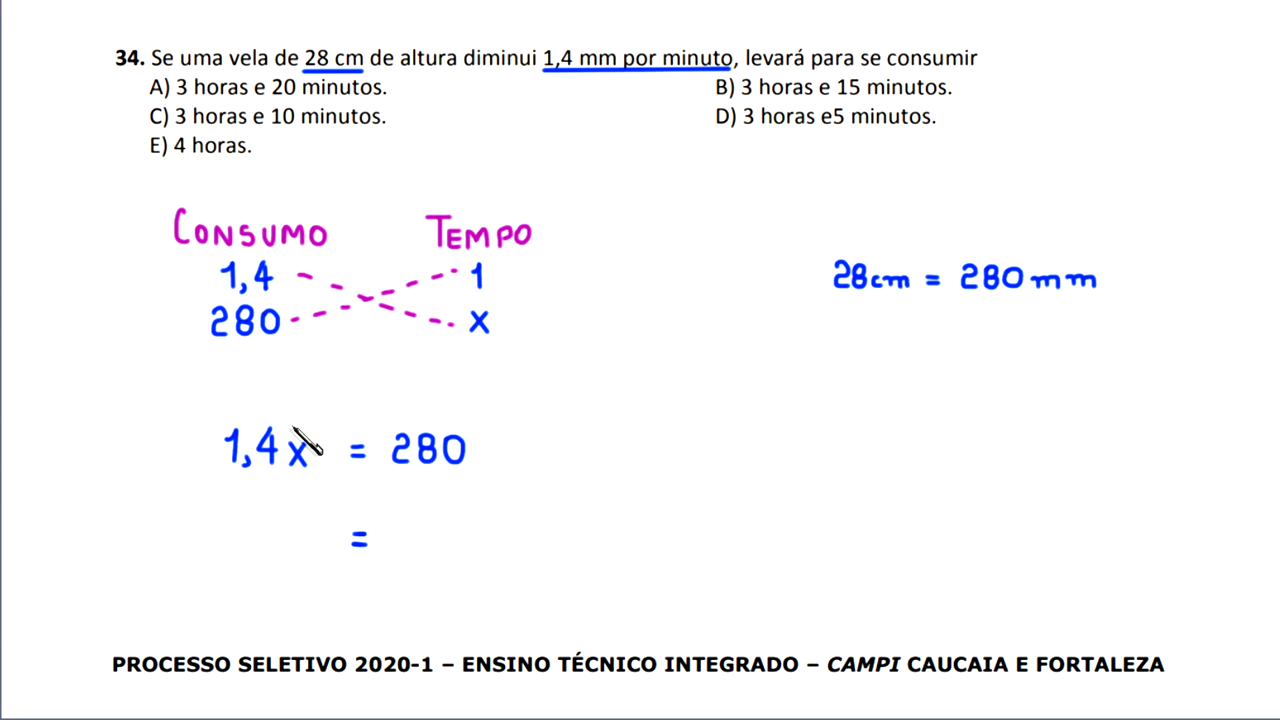 34. Se uma vela de 28 cm de altura diminui 1,4 mm por minuto, levará para se consumir
A) 3 horas e 20 minutos. B) 3 horas e 15 minutos.
C) 3 horas e 10 minutos. D) 3 horas e5 minutos.
E) 4 horas.
CONSUMO TEMPO
1,4 1
280 x
28cm = 280mm
1,4x = 280
=
PROCESSO SELETIVO 2020-1 – ENSINO TÉCNICO INTEGRADO – CAMPI CAUCAIA E FORTALEZA